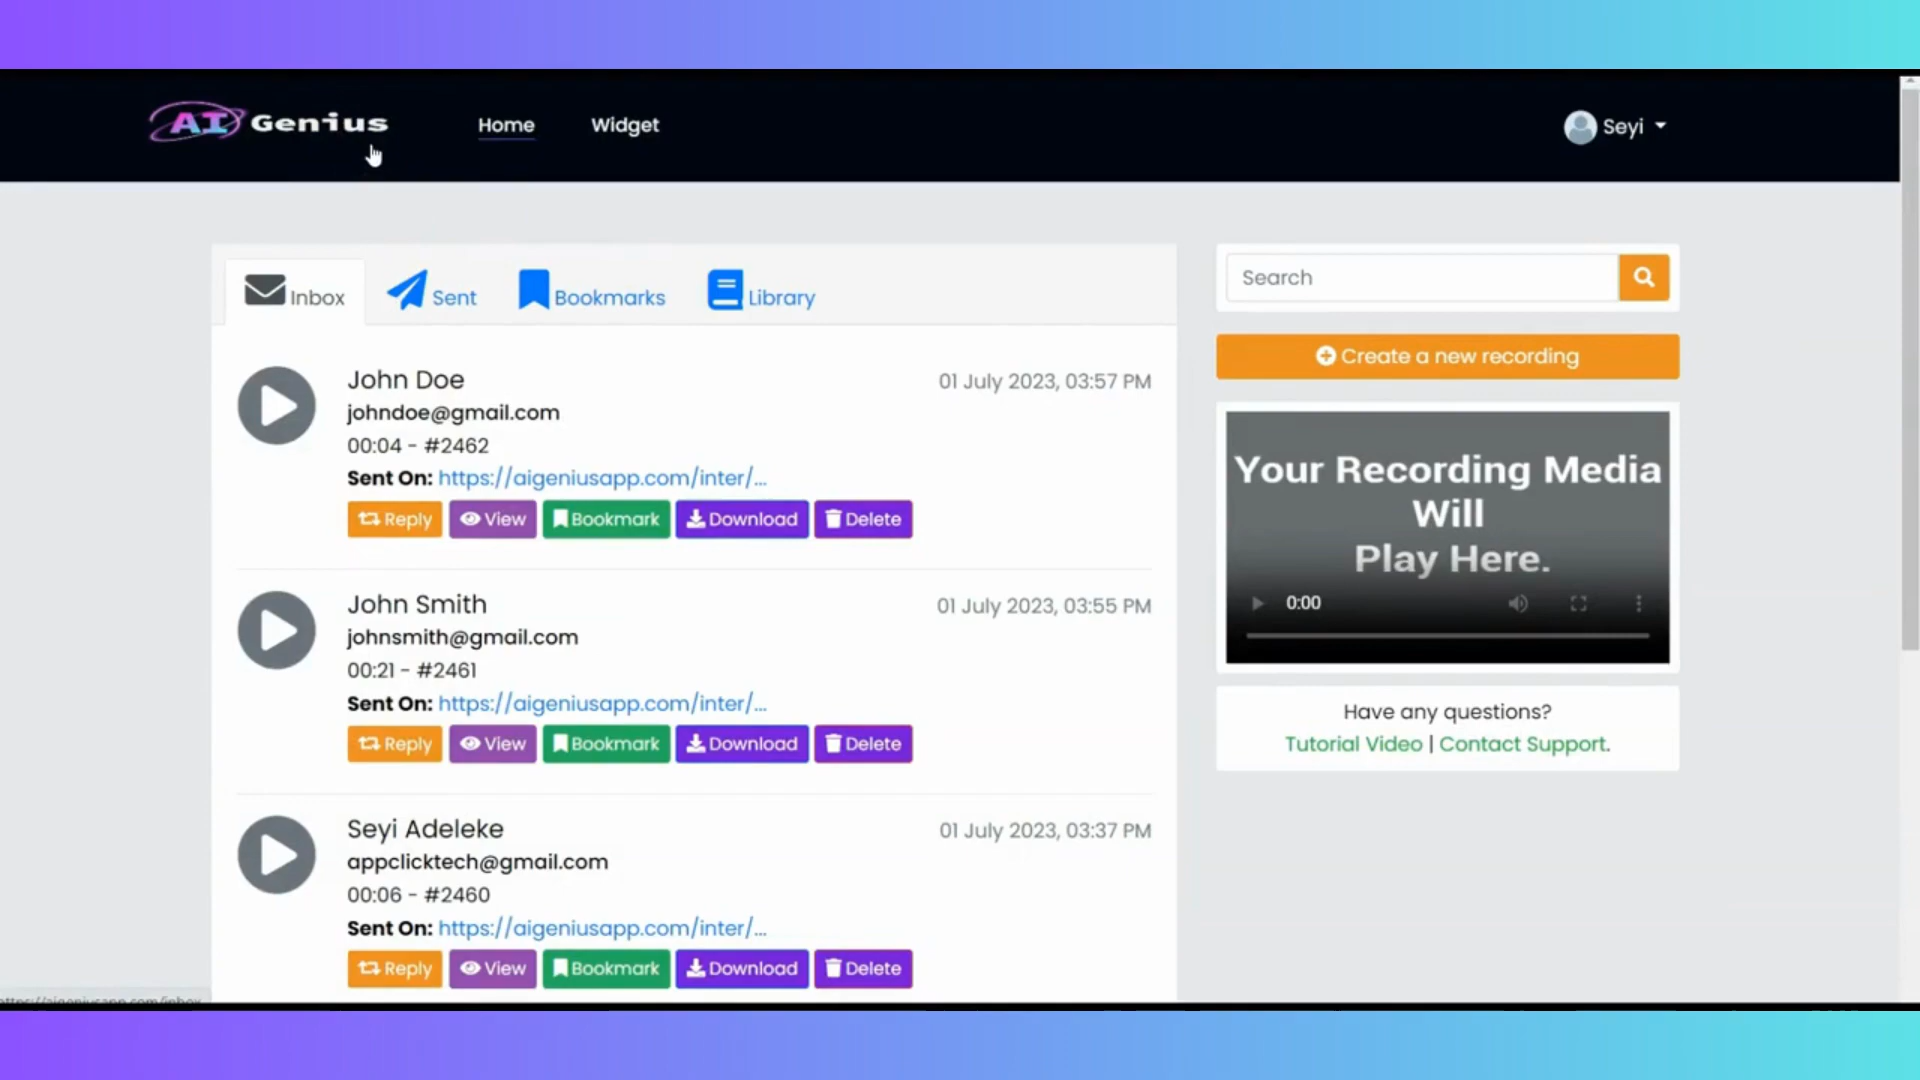 AI Genius
Home
Widget
Seyi
Inbox
Sent
Bookmarks
Library
Search
Create a new recording
John Doe
01 July 2023, 03:57 PM
johndoe@gmail.com
00:04 - #2462
Sent On: https://aigeniusapp.com/inter/...
Reply View Bookmark Download Delete
John Smith
01 July 2023, 03:55 PM
johnsmith@gmail.com
00:21 - #2461
Sent On: https://aigeniusapp.com/inter/...
Reply View Bookmark Download Delete
Seyi Adeleke
01 July 2023, 03:37 PM
appclicktech@gmail.com
00:06 - #2460
Sent On: https://aigeniusapp.com/inter/...
Reply View Bookmark Download Delete
Your Recording Media
Will
Play Here.
0:00
Have any questions?
Tutorial Video | Contact Support.
https://aigeniusapp.com/inbox